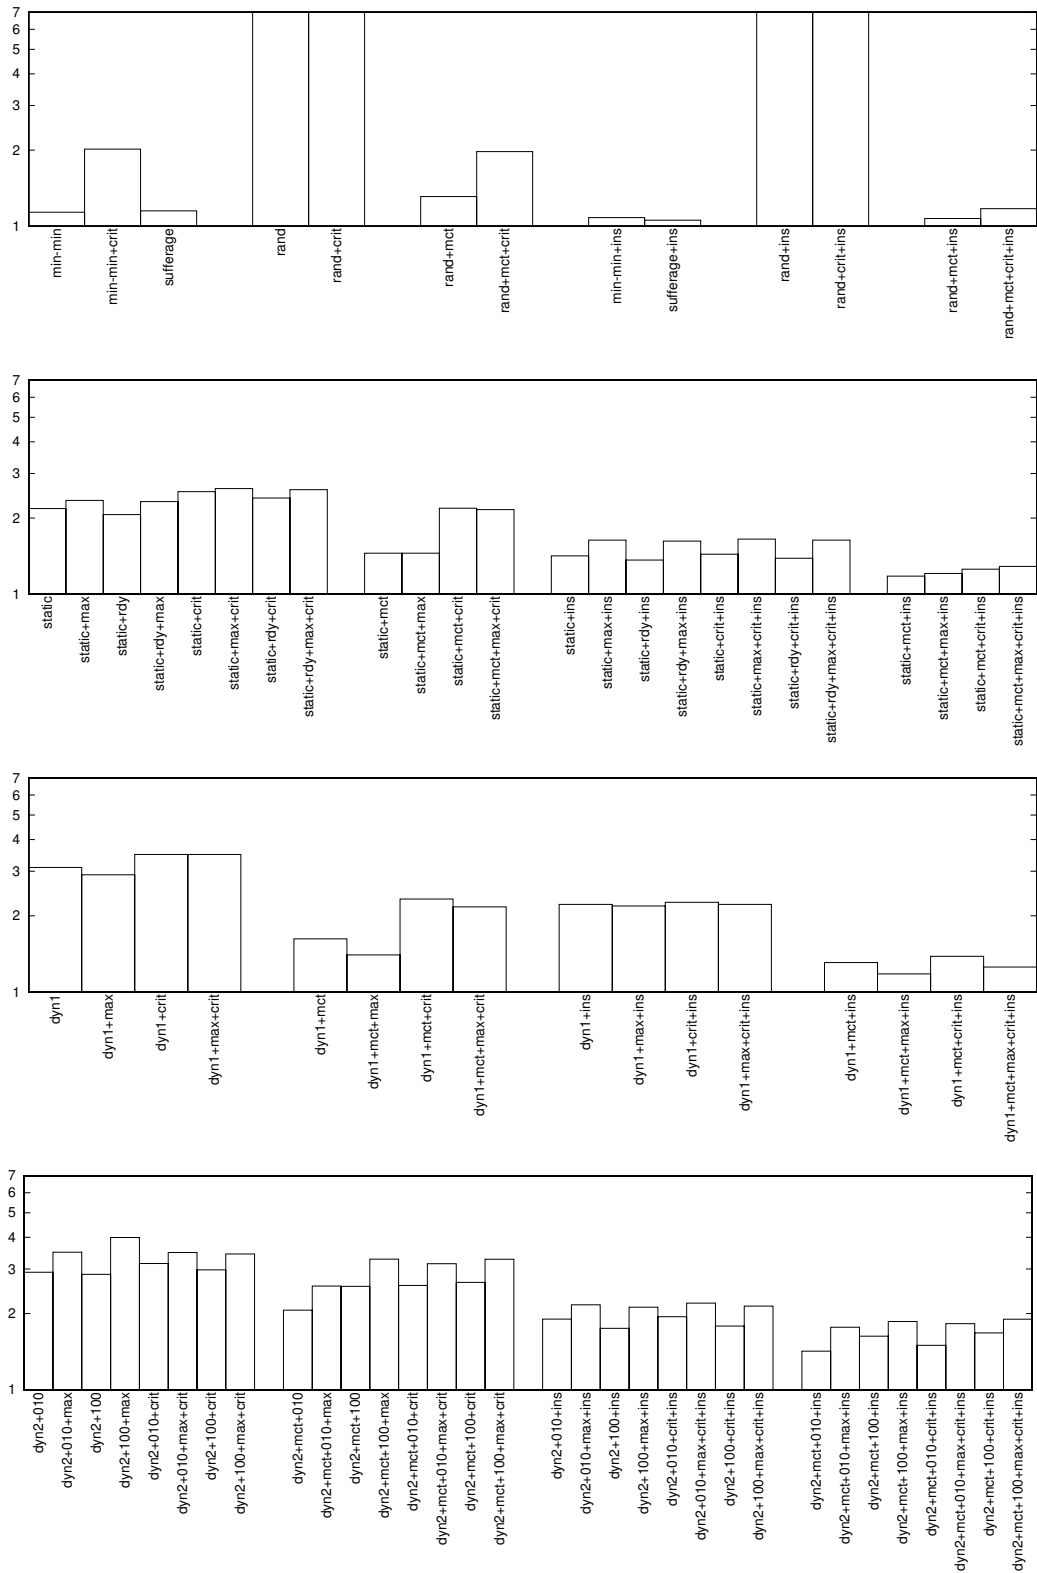 7
6
5
4
3
2
1
min-min
min-min+crit
sufferage
rand
rand+crit
rand+mct
rand+mct+crit
min-min+ins
sufferage+ins
rand+ins
rand+crit+ins
rand+mct+ins
rand+mct+crit+ins
7
6
5
4
3
2
1
static
static+max
static+rdy
static+rdy+max
static+crit
static+max+crit
static+rdy+crit
static+rdy+max+crit
static+mct
static+mct+max
static+mct+crit
static+mct+max+crit
static+ins
static+max+ins
static+rdy+ins
static+rdy+max+ins
static+crit+ins
static+max+crit+ins
static+rdy+crit+ins
static+rdy+max+crit+ins
static+mct+ins
static+mct+max+ins
static+mct+crit+ins
static+mct+max+crit+ins
7
6
5
4
3
2
1
dyn1
dyn1+max
dyn1+crit
dyn1+max+crit
dyn1+mct
dyn1+mct+max
dyn1+mct+crit
dyn1+mct+max+crit
dyn1+ins
dyn1+max+ins
dyn1+crit+ins
dyn1+max+crit+ins
dyn1+mct+ins
dyn1+mct+max+ins
dyn1+mct+crit+ins
dyn1+mct+max+crit+ins
7
6
5
4
3
2
1
dyn2+010
dyn2+010+max
dyn2+100
dyn2+100+max
dyn2+010+crit
dyn2+010+max+crit
dyn2+100+crit
dyn2+100+max+crit
dyn2+mct+010
dyn2+mct+010+max
dyn2+mct+100
dyn2+mct+100+max
dyn2+mct+010+crit
dyn2+mct+010+max+crit
dyn2+mct+100+crit
dyn2+mct+100+max+crit
dyn2+010+ins
dyn2+010+max+ins
dyn2+100+ins
dyn2+100+max+ins
dyn2+010+crit+ins
dyn2+010+max+crit+ins
dyn2+100+crit+ins
dyn2+100+max+crit+ins
dyn2+mct+010+ins
dyn2+mct+010+max+ins
dyn2+mct+100+ins
dyn2+mct+100+max+ins
dyn2+mct+010+crit+ins
dyn2+mct+010+max+crit+ins
dyn2+mct+100+crit+ins
dyn2+mct+100+max+crit+ins